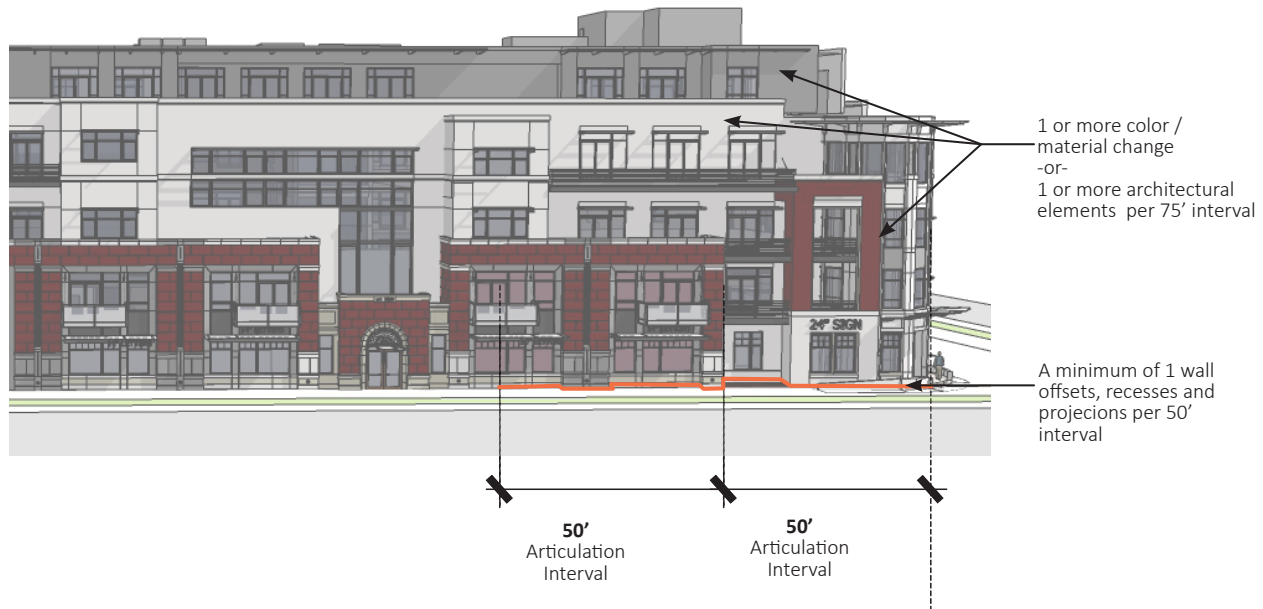 1 or more color /
material change
-or-
1 or more architectural
elements per 75’ interval
24" SIGN
A minimum of 1 wall
offsets, recesses and
projecions per 50’
interval
50’
Articulation
Interval
50’
Articulation
Interval